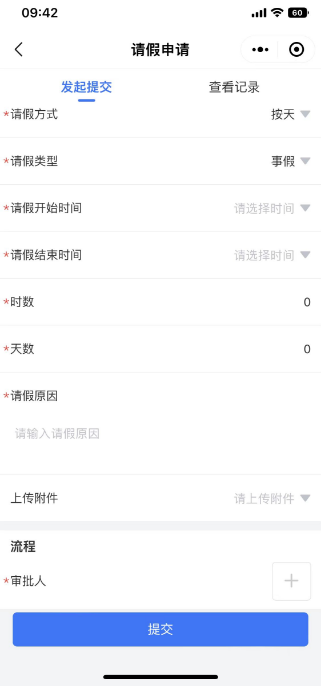 09:42
60
请假申请
发起提交 查看记录
*请假方式 按天
*请假类型 事假
*请假开始时间 请选择时间
*请假结束时间 请选择时间
*时数 0
*天数 0
*请假原因
请输入请假原因
上传附件 请上传附件
流程
*审批人
提交